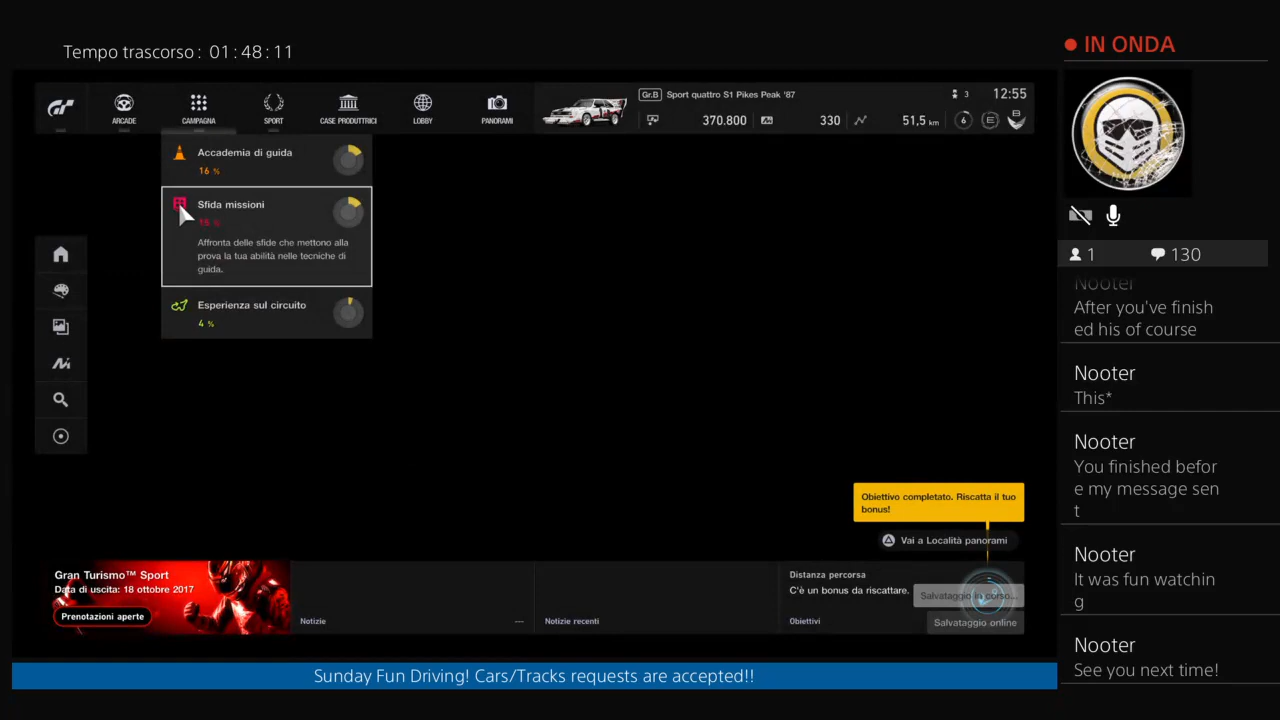 Tempo trascorso: 01:48:11
IN ONDA
GT
ARCADE
CAMPAGNA
SPORT
CASE PRODUTTRICI
LOBBY
PANORAMI
Gr.B Sport quattro S1 Pikes Peak '87
3
12:55
370.800
330
51,5 km
6
E
B
Accademia di guida
16 %
Sfida missioni
Affronta delle sfide che mettono alla
prova la tua abilità nelle tecniche di
guida.
Esperienza sul circuito
4 %
1
130
Nooter
After you've finish
ed his of course
Nooter
This*
Nooter
You finished befor
e my message sen
t
Nooter
It was fun watchin
g
Nooter
See you next time!
Obiettivo completato. Riscatta il tuo
bonus!
Vai a Località panorami
Gran Turismo™ Sport
Data di uscita: 18 ottobre 2017
Prenotazioni aperte
Notizie
---
Notizie recenti
Distanza percorsa
C'è un bonus da riscattare.
Obiettivi
Salvataggio in corso...
Salvataggio online
Sunday Fun Driving! Cars/Tracks requests are accepted!!